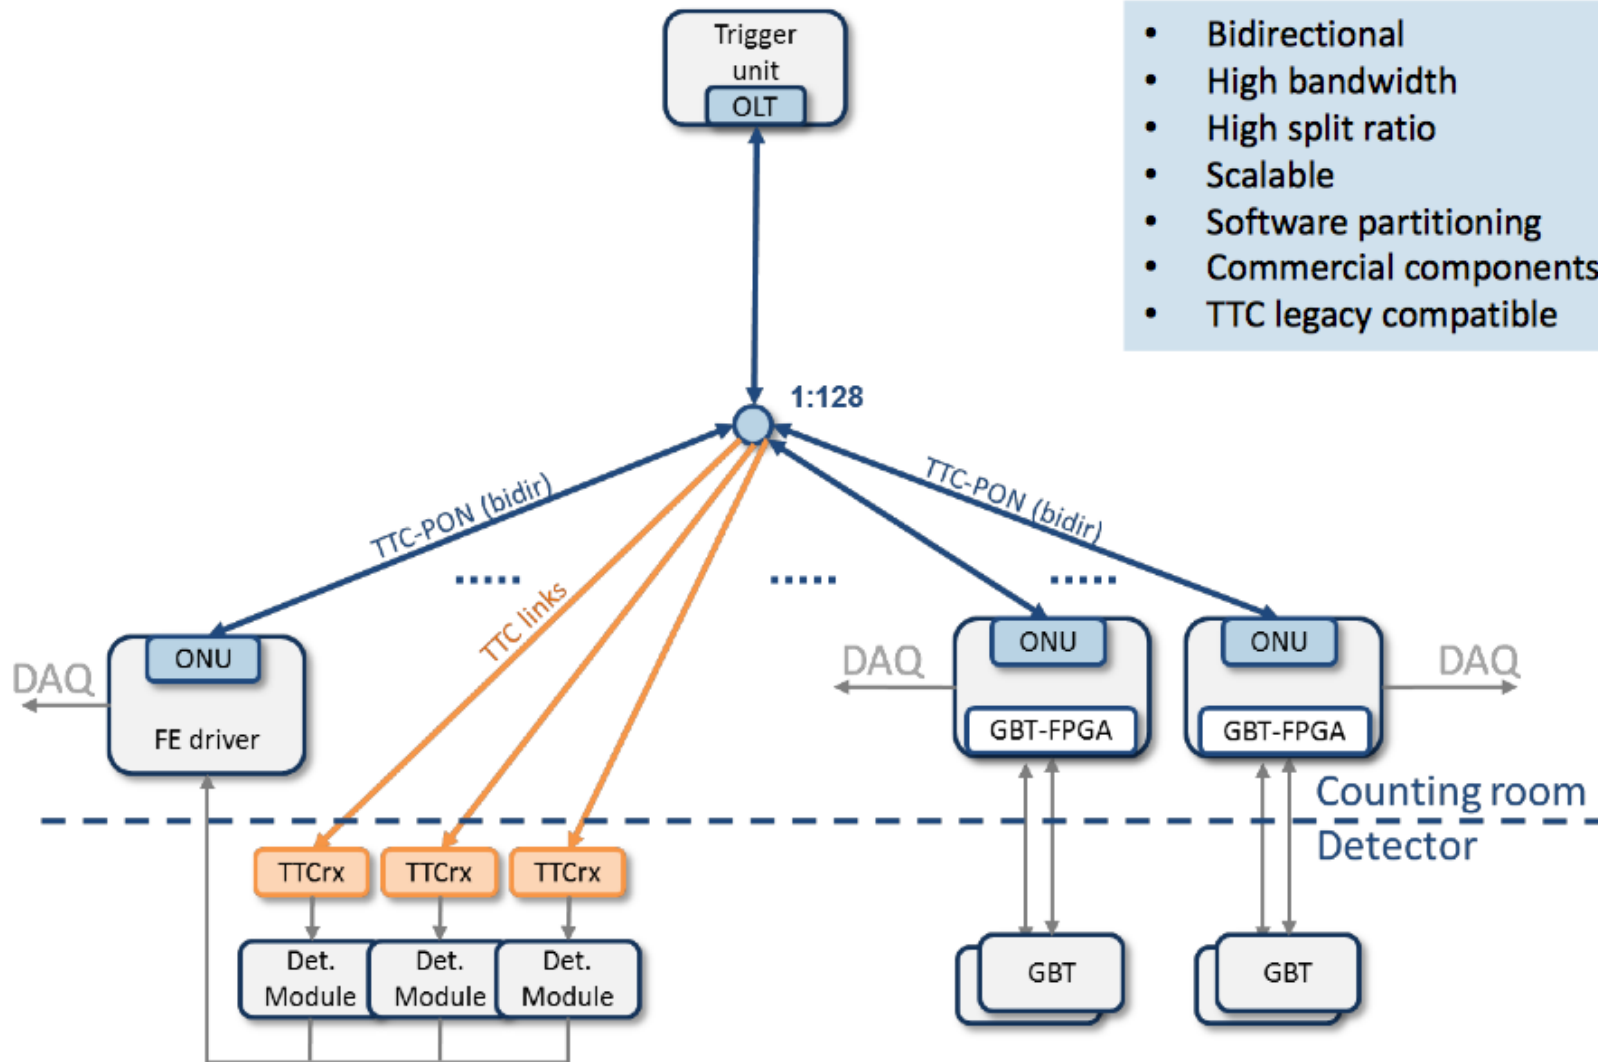 Trigger
unit
OLT
• Bidirectional
• High bandwidth
• High split ratio
• Scalable
• Software partitioning
• Commercial components
• TTC legacy compatible
1:128
TTC-PON (bidir)
TTC links
TTC-PON (bidir)
DAQ
ONU
FE driver
DAQ
ONU
GBT-FPGA
ONU
GBT-FPGA
DAQ
Counting room
Detector
TTCrx
TTCrx
TTCrx
Det.
Module
Det.
Module
Det.
Module
GBT
GBT